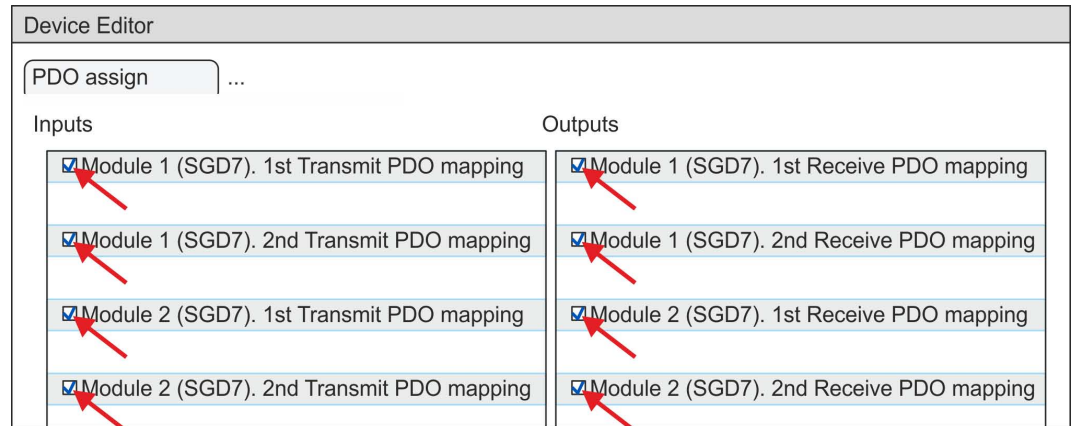 Device Editor
PDO assign ...
Inputs
Outputs
Module 1 (SGD7). 1st Transmit PDO mapping
Module 1 (SGD7). 2nd Transmit PDO mapping
Module 2 (SGD7). 1st Transmit PDO mapping
Module 2 (SGD7). 2nd Transmit PDO mapping
Module 1 (SGD7). 1st Receive PDO mapping
Module 1 (SGD7). 2nd Receive PDO mapping
Module 2 (SGD7). 1st Receive PDO mapping
Module 2 (SGD7). 2nd Receive PDO mapping